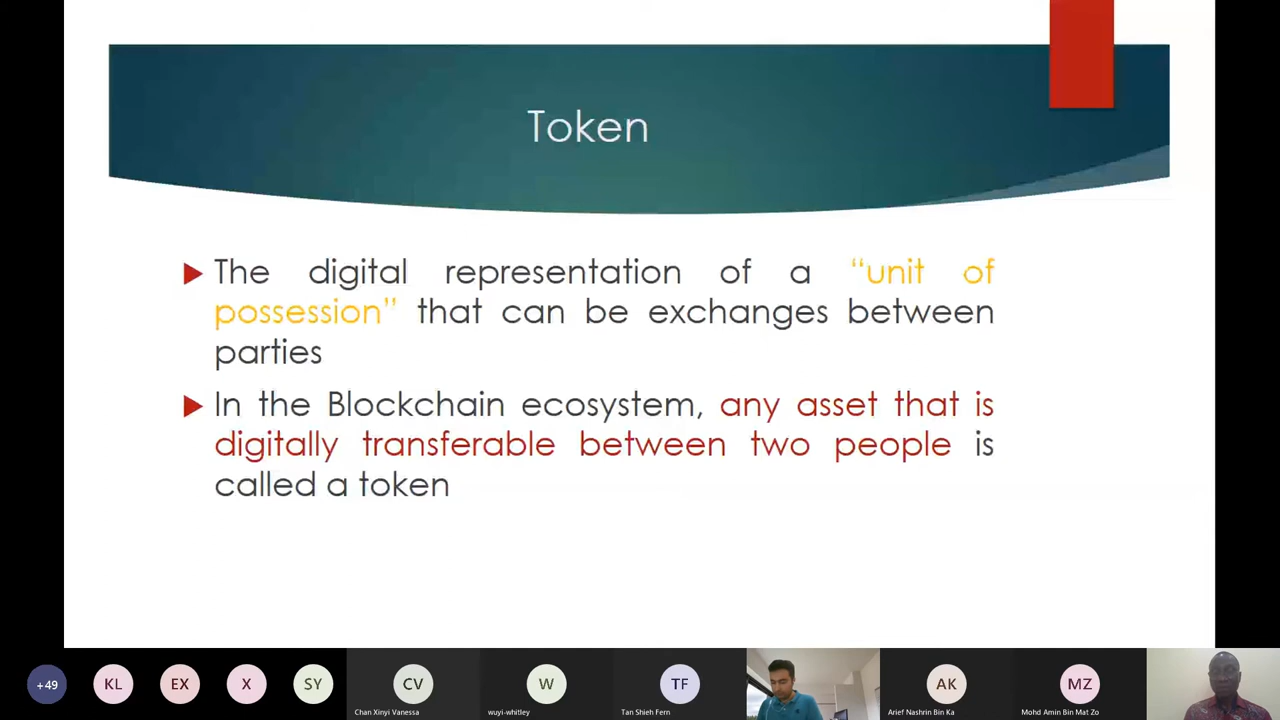 Token
The digital representation of a “unit of
possession” that can be exchanges between
parties
In the Blockchain ecosystem, any asset that is
digitally transferable between two people is
called a token
+49
KL
EX
X
SY
CV
Chan Xinyi Vanessa
W
wuyi-whitley
TF
Tan Shieh Fern
AK
Arief Nashrin Bin Ka
MZ
Mohd Amin Bin Mat Zo